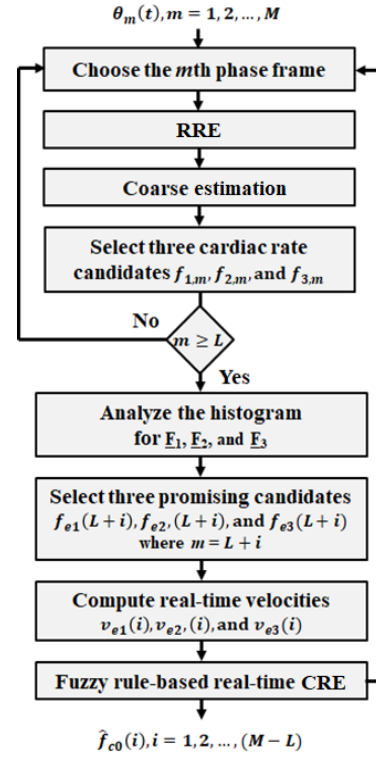 θ_m(t), m = 1, 2, ..., M
Choose the mth phase frame
RRE
Coarse estimation
Select three cardiac rate
candidates f_{1,m}, f_{2,m}, and f_{3,m}
No
m ≥ L
Yes
Analyze the histogram
for F_1, F_2, and F_3
Select three promising candidates
f_{e1}(L + i), f_{e2}, (L + i), and f_{e3}(L + i)
where m = L + i
Compute real-time velocities
v_{e1}(i), v_{e2}, (i), and v_{e3}(i)
Fuzzy rule-based real-time CRE
f̂_{c0}(i), i = 1, 2, ..., (M − L)